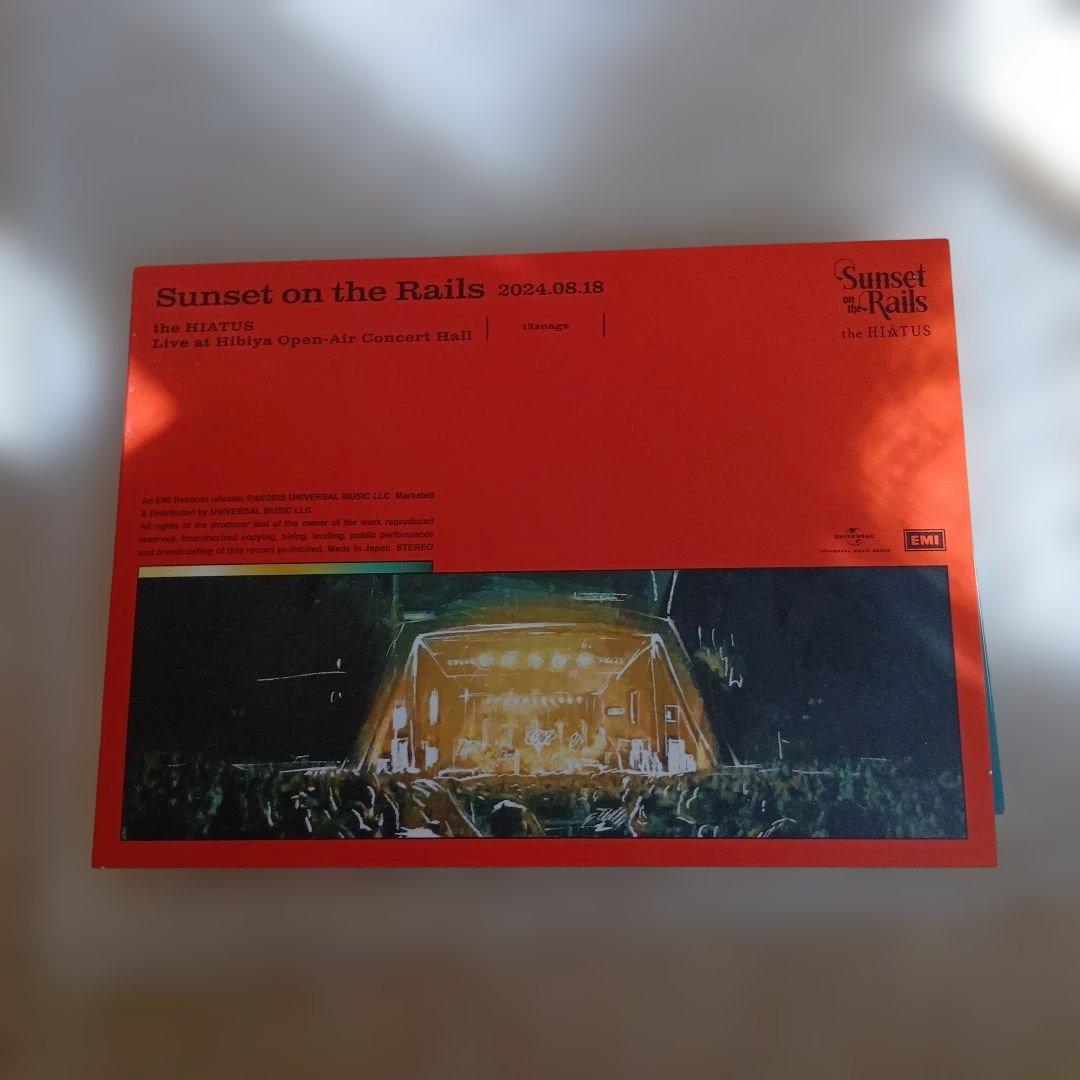 Sunset on the Rails 2024.08.18
the HIATUS
Live at Hibiya Open-Air Concert Hall
13songs
Sunset
on the Rails
the HIATUS
An EMI Records release; ℗&©2025 UNIVERSAL MUSIC LLC Marketed
& Distributed by UNIVERSAL MUSIC LLC
All rights of the producer and of the owner of the work reproduced
reserved. Unauthorized copying, hiring, lending, public performance
and broadcasting of this record prohibited. Made in Japan STEREO
UNIVERSAL
UNIVERSAL MUSIC GROUP
EMI